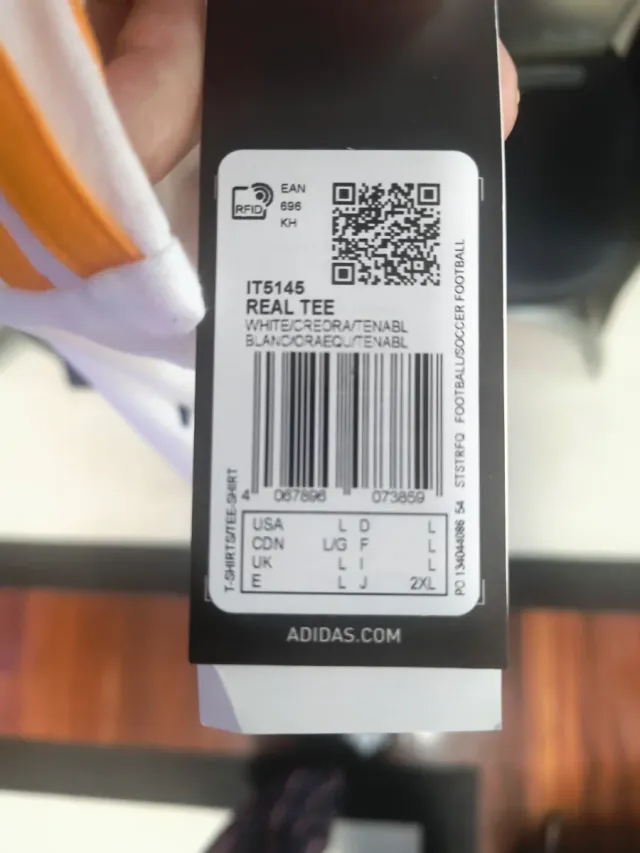 RFID
EAN
696
KH
IT5145
REAL TEE
WHITE/CREORA/TENABL
BLANC/ORAEQU/TENABL
4 067896 073859
USA L D L
CDN L/G F L
UK L I L
E L J 2XL
T-SHIRTS/TEE-SHIRT
PO 134044086 54 STSTRFQ FOOTBALL/SOCCER FOOTBALL
ADIDAS.COM